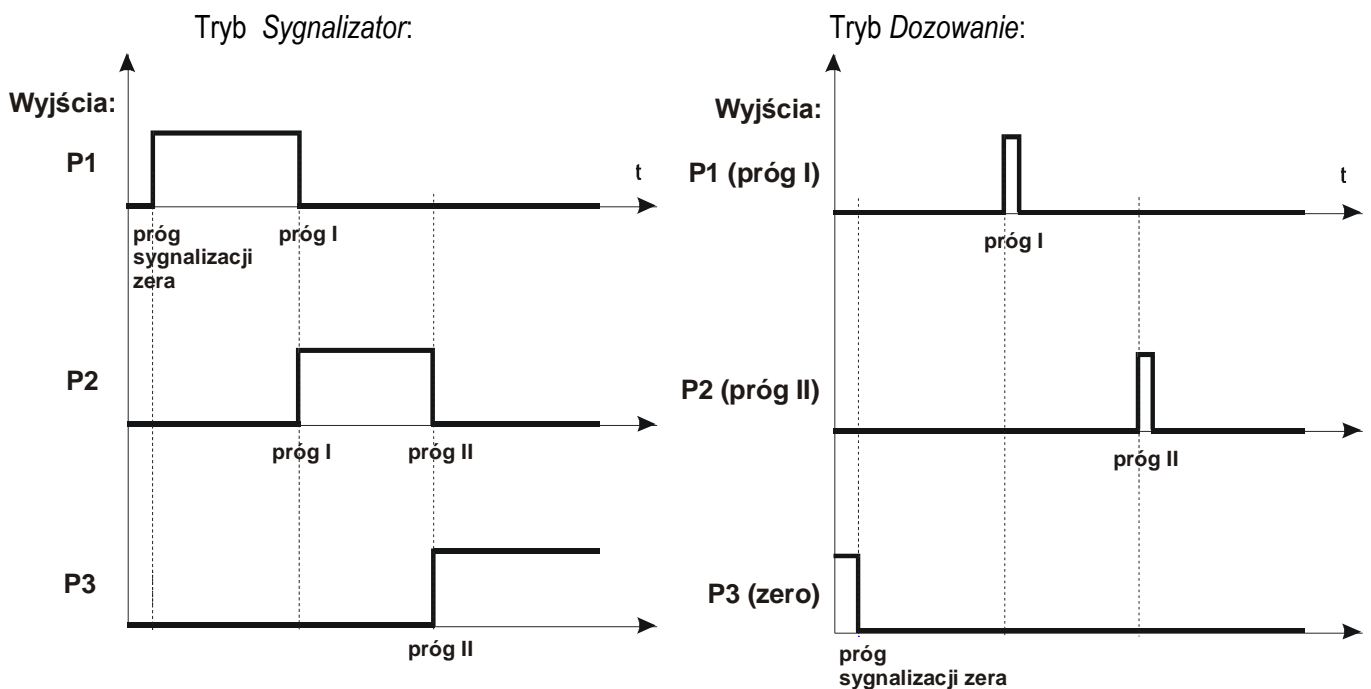 Tryb Sygnalizator:
Wyjścia:
P1
t
próg
sygnalizacji
zera
próg I
P2
próg I
próg II
P3
próg II
Tryb Dozowanie:
Wyjścia:
P1 (próg I)
t
próg I
P2 (próg II)
próg II
P3 (zero)
próg
sygnalizacji zera